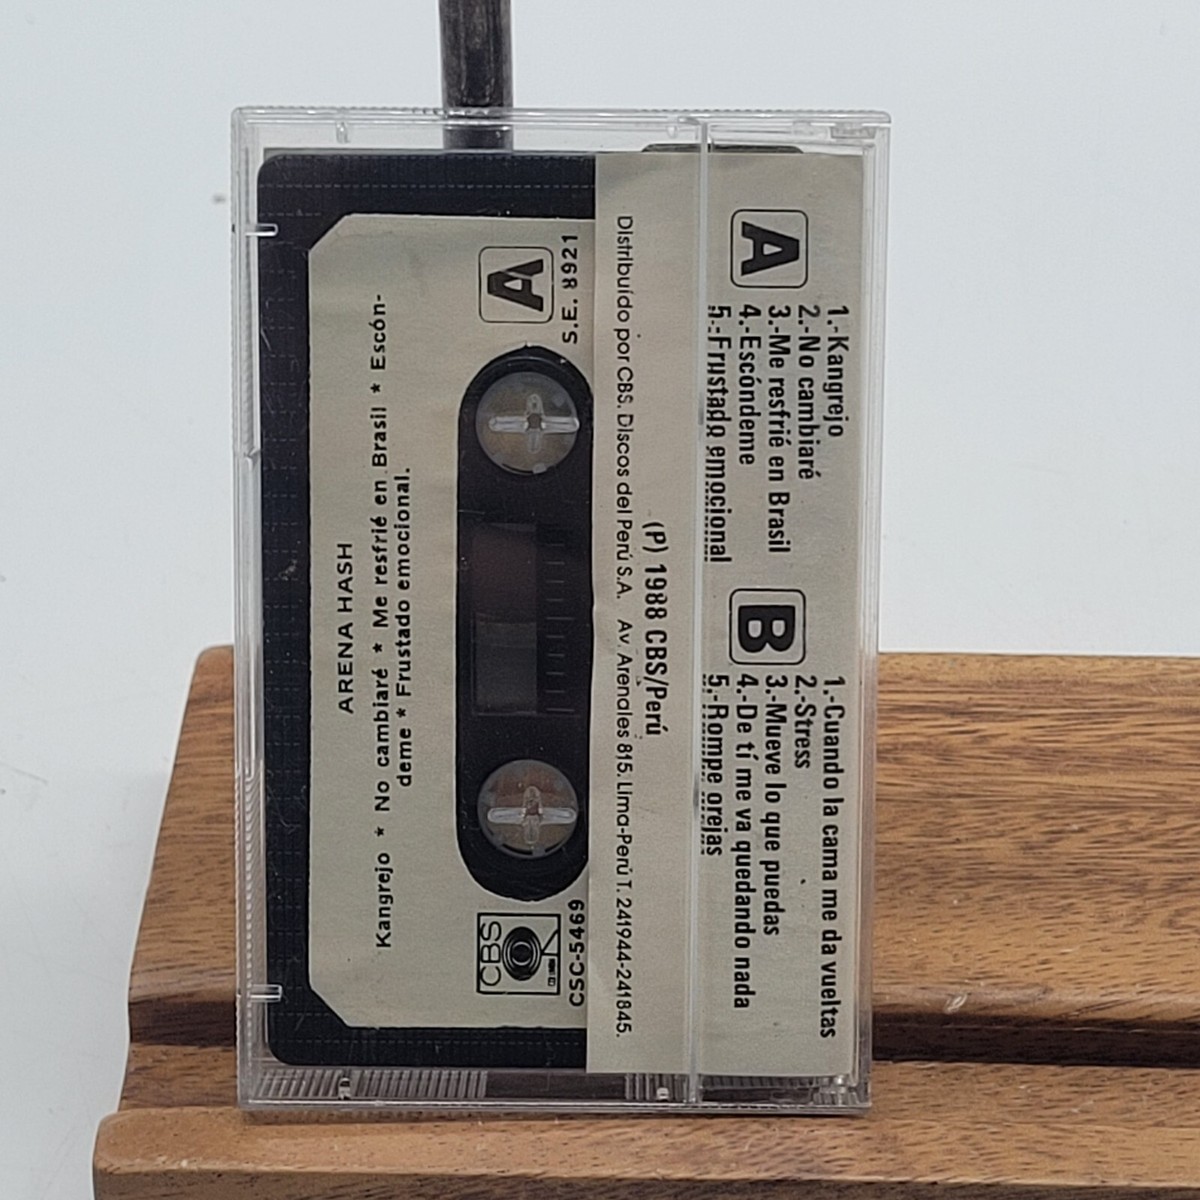 A
1.-Kangrejo
2.-No cambiaré
3.-Me resfrié en Brasil
4.-Escóndeme
5.-Frustado emocional
B
1.-Cuando la cama me da vueltas
2.-Stress
3.-Mueve lo que puedas
4.-De tí me va quedando nada
5.-Rompe orejas
(P) 1988 CBS/Perú
Distribuído por CBS. Discos del Perú S.A. Av. Arenales 815. Lima-Perú T. 241944-241845.
ARENA HASH
Kangrejo * No cambiaré * Me resfrié en Brasil * Escón-
deme * Frustado emocional.
A
S.E. 8921
CBS
CSC-5469